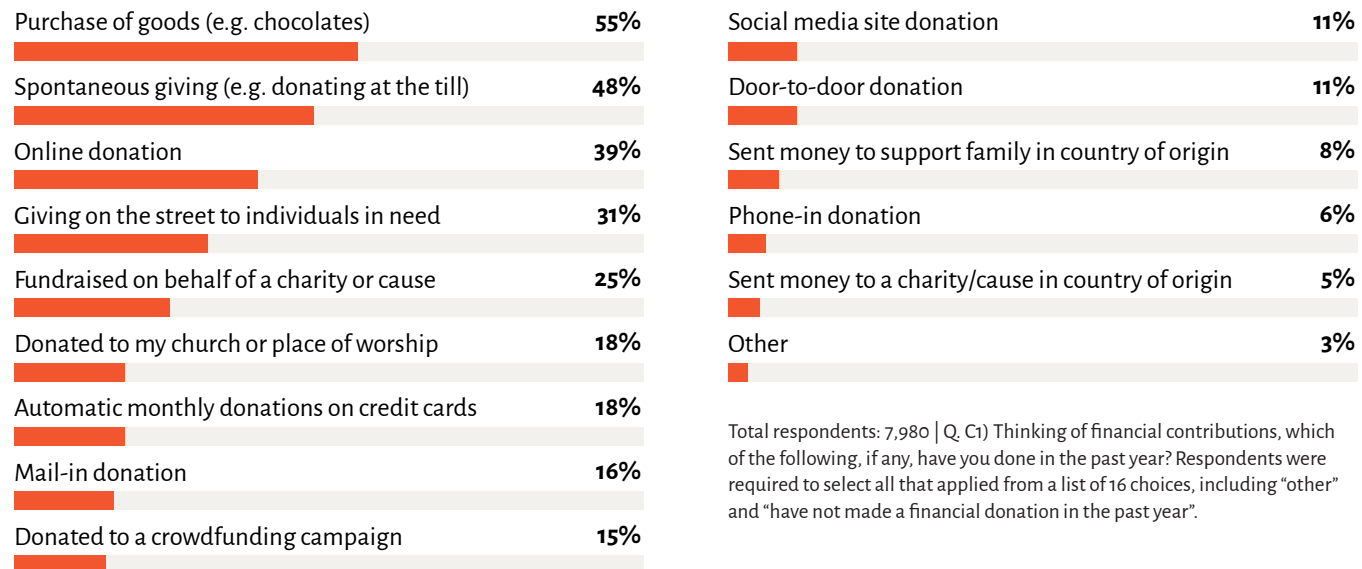 Purchase of goods (e.g. chocolates) 55%
Spontaneous giving (e.g. donating at the till) 48%
Online donation 39%
Giving on the street to individuals in need 31%
Fundraised on behalf of a charity or cause 25%
Donated to my church or place of worship 18%
Automatic monthly donations on credit cards 18%
Mail-in donation 16%
Donated to a crowdfunding campaign 15%
Social media site donation 11%
Door-to-door donation 11%
Sent money to support family in country of origin 8%
Phone-in donation 6%
Sent money to a charity/cause in country of origin 5%
Other 3%
Total respondents: 7,980 | Q. C1) Thinking of financial contributions, which
of the following, if any, have you done in the past year? Respondents were
required to select all that applied from a list of 16 choices, including “other”
and “have not made a financial donation in the past year”.